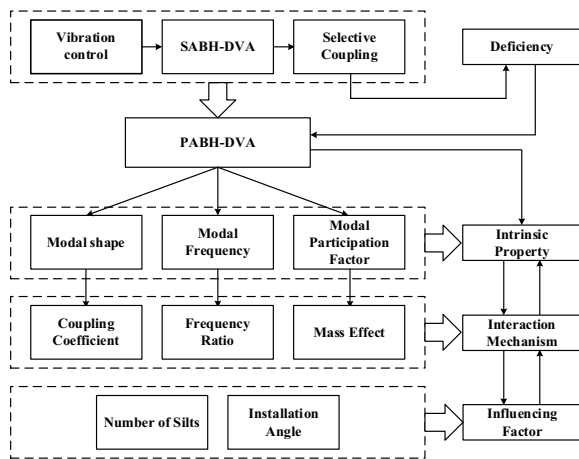 Vibration
control
SABH-DVA
Selective
Coupling
Deficiency
PABH-DVA
Modal shape
Modal
Frequency
Modal
Participation
Factor
Intrinsic
Property
Coupling
Coefficient
Frequency
Ratio
Mass Effect
Interaction
Mechanism
Number of Silts
Installation
Angle
Influencing
Factor